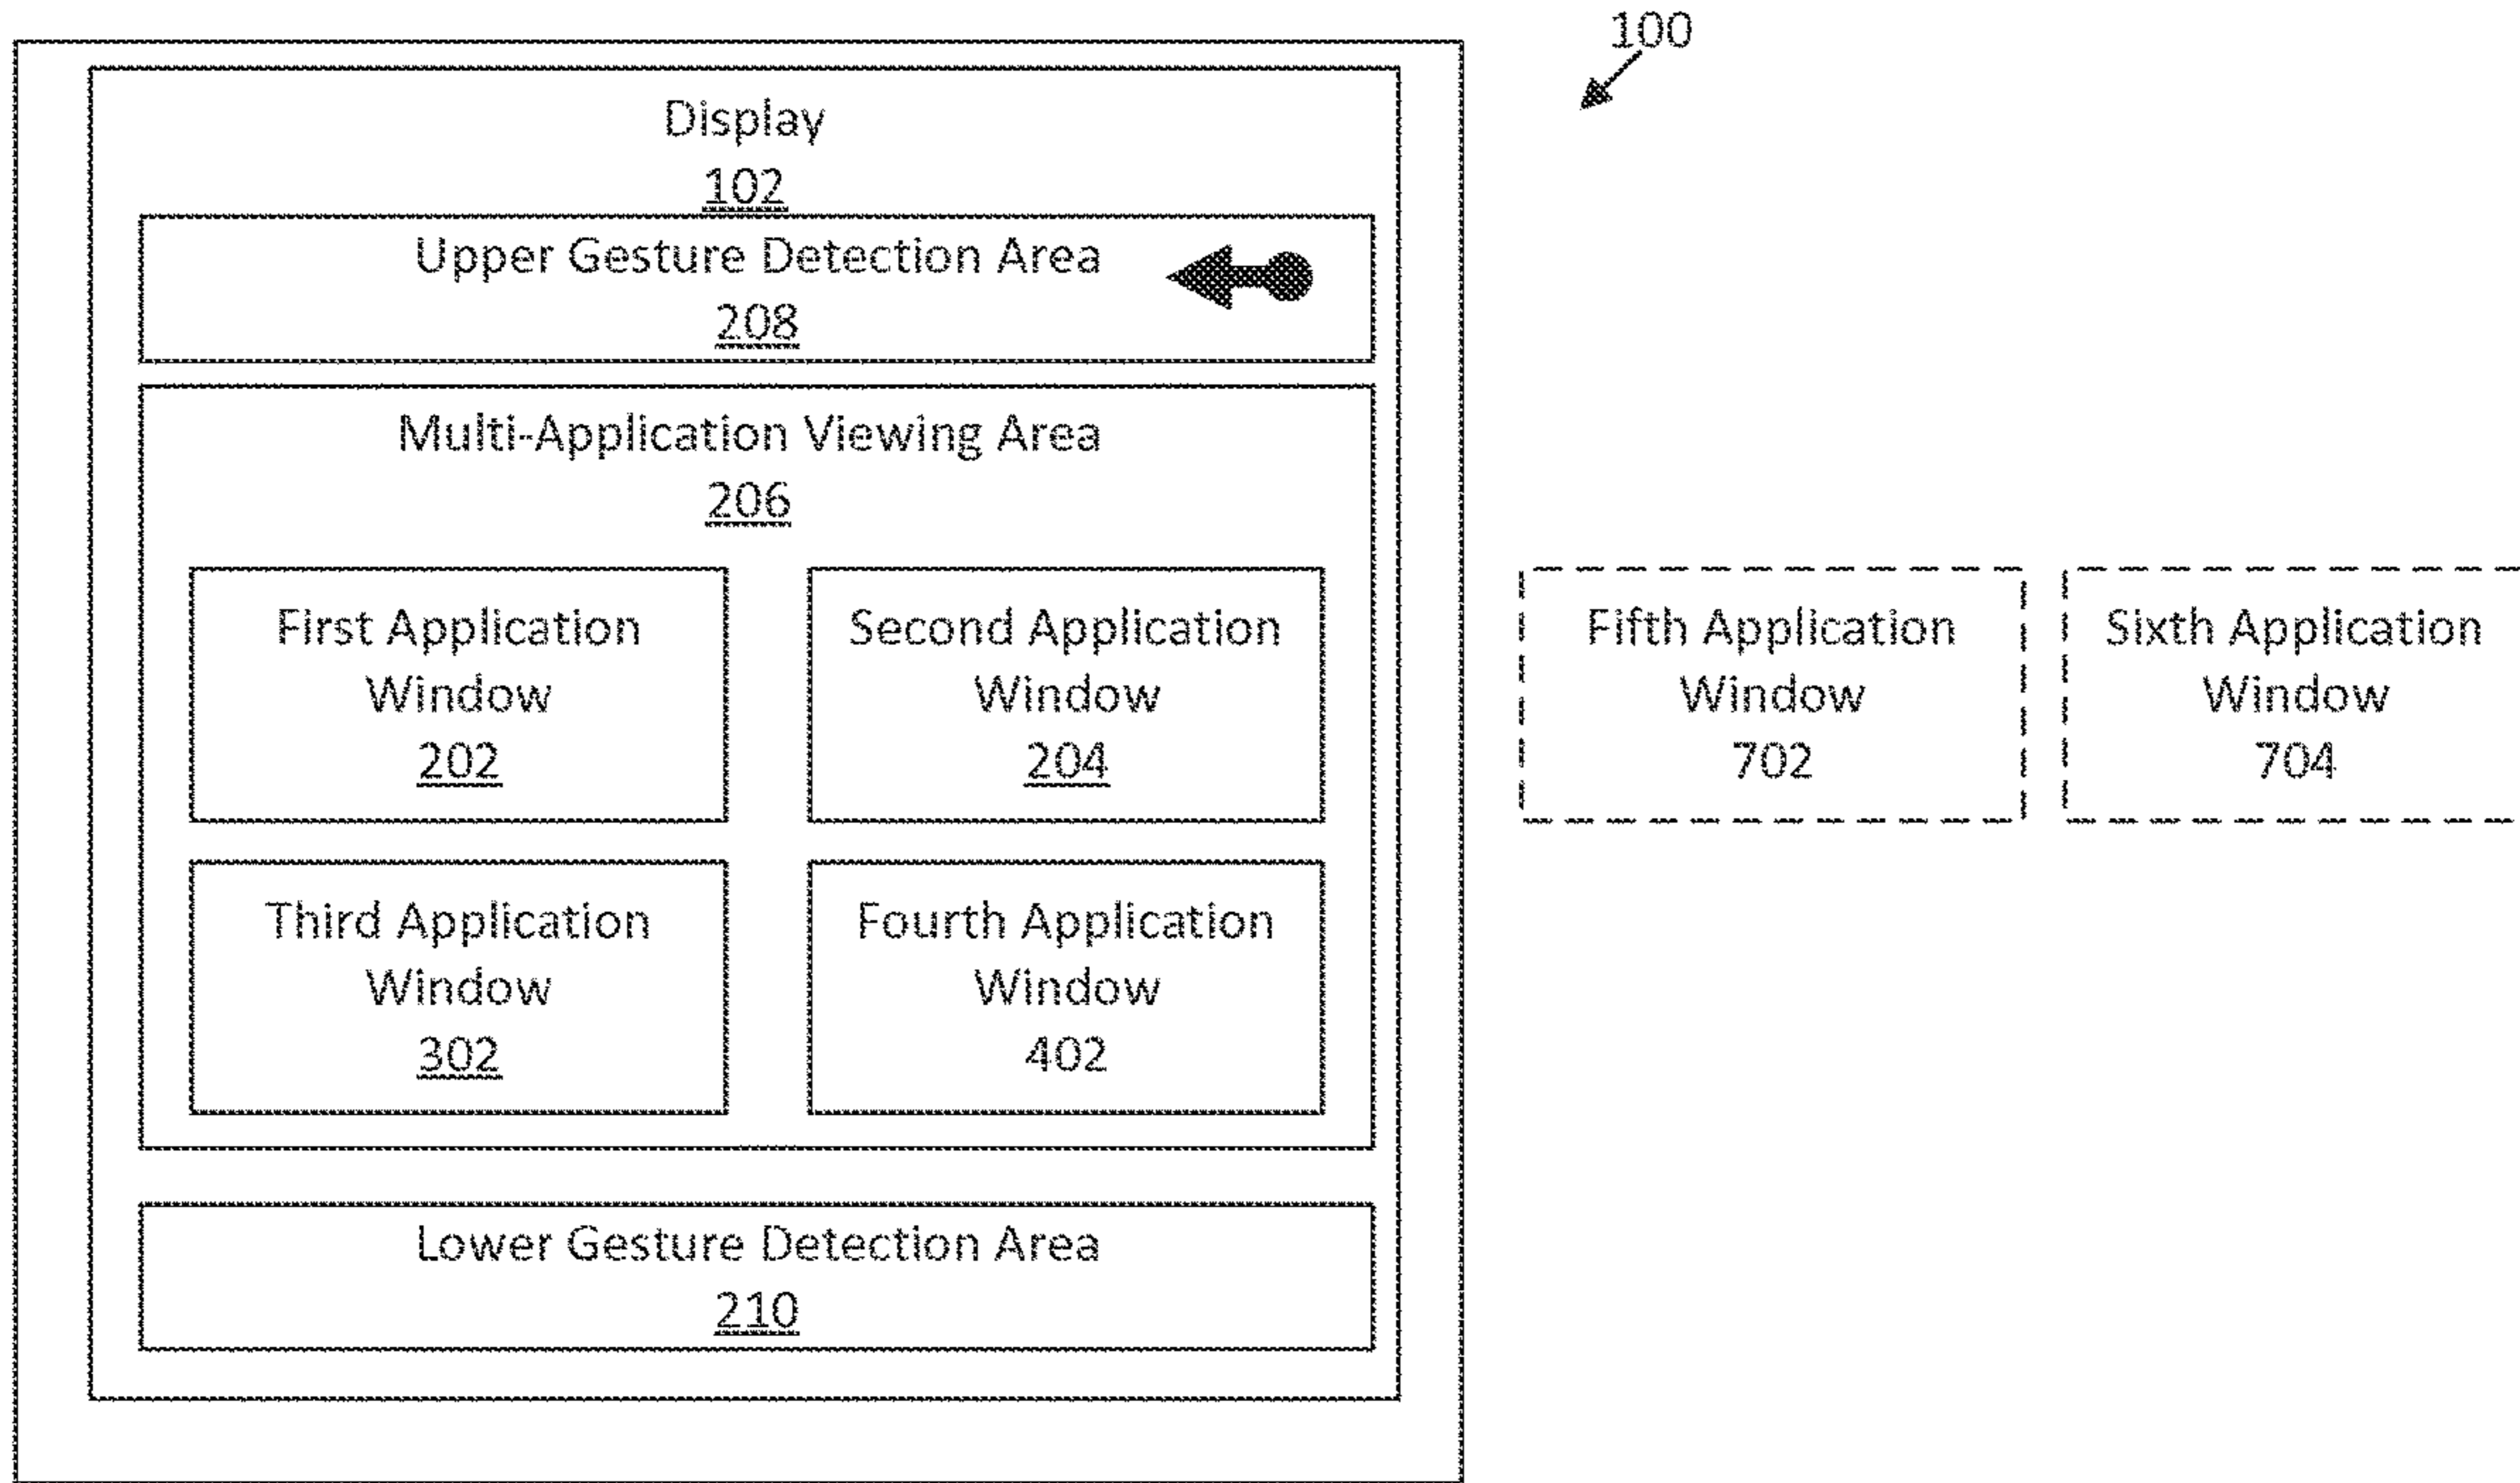 100
Display
102
Upper Gesture Detection Area
208
Multi-Application Viewing Area
206
First Application
Window
202
Second Application
Window
204
Fifth Application
Window
702
Sixth Application
Window
704
Third Application
Window
302
Fourth Application
Window
402
Lower Gesture Detection Area
210